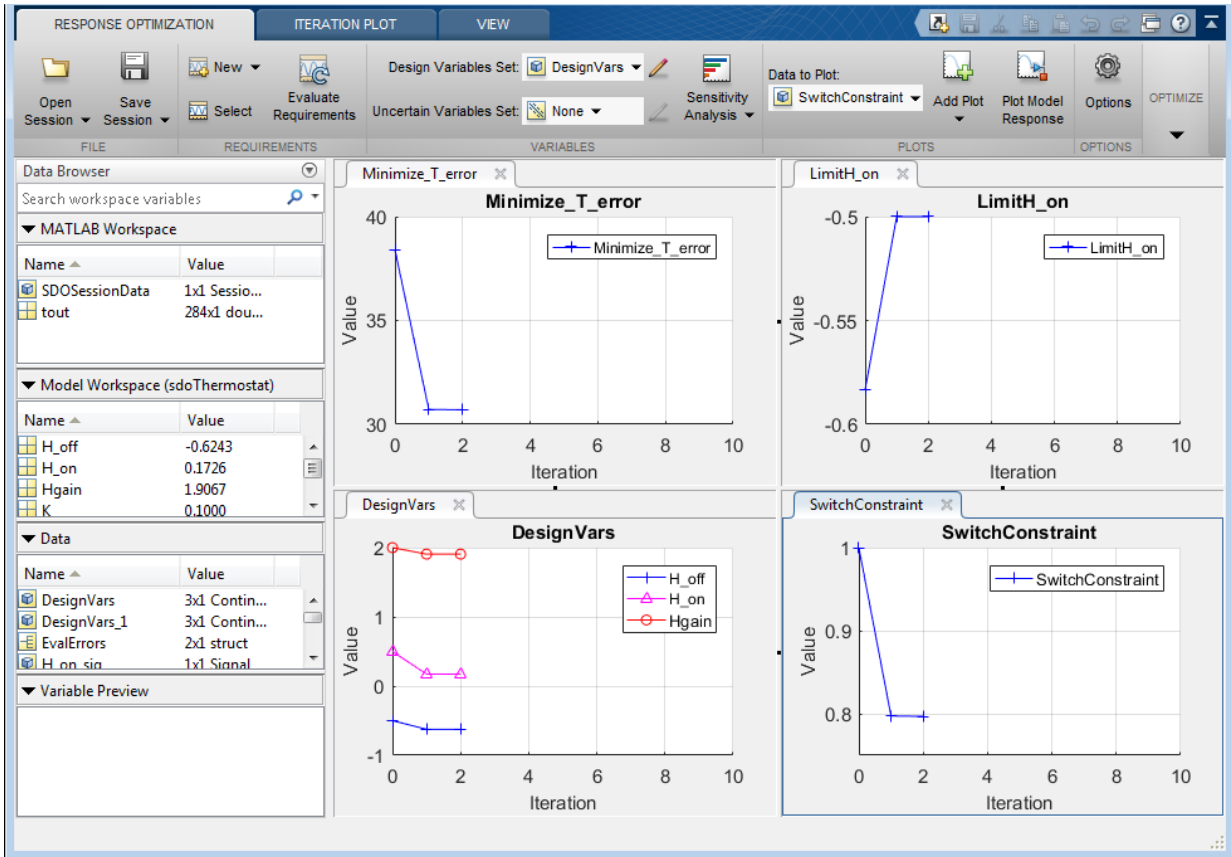 RESPONSE OPTIMIZATION
ITERATION PLOT
VIEW
Open Session
Save Session
FILE
New
Select
Evaluate Requirements
REQUIREMENTS
Design Variables Set: DesignVars
Uncertain Variables Set: None
Sensitivity Analysis
VARIABLES
Data to Plot:
SwitchConstraint
Add Plot
Plot Model Response
PLOTS
Options
OPTIONS
OPTIMIZE
Data Browser
Search workspace variables
MATLAB Workspace
Name Value
SDOSessionData 1x1 Sessio...
tout 284x1 dou...
Model Workspace (sdoThermostat)
Name Value
H_off -0.6243
H_on 0.1726
Hgain 1.9067
K 0.1000
Data
Name Value
DesignVars 3x1 Contin...
DesignVars_1 3x1 Contin...
EvalErrors 2x1 struct
H_on_sig 1x1 Signal
Variable Preview
Minimize_T_error
Minimize_T_error
Minimize_T_error
40
35
30
Value
0 2 4 6 8 10
Iteration
LimitH_on
LimitH_on
LimitH_on
-0.5
-0.55
-0.6
Value
0 2 4 6 8 10
Iteration
DesignVars
DesignVars
H_off
H_on
Hgain
2
1
0
-1
Value
0 2 4 6 8 10
Iteration
SwitchConstraint
SwitchConstraint
SwitchConstraint
1
0.9
0.8
Value
0 2 4 6 8 10
Iteration